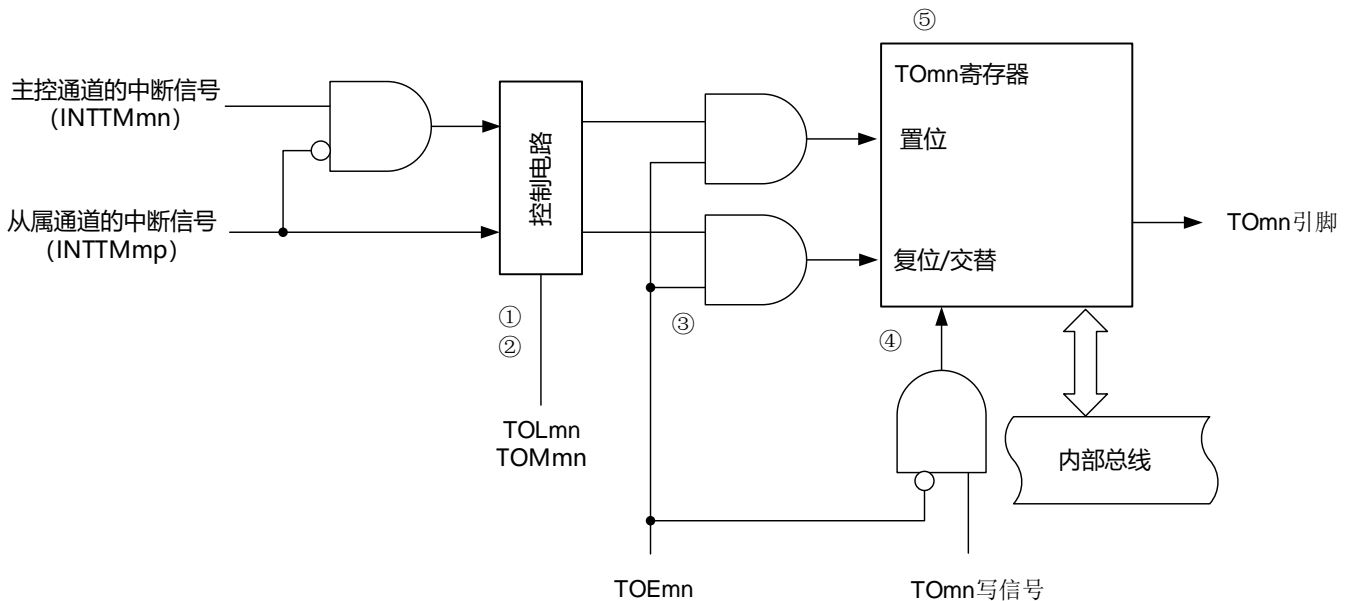 ⑤
TOmn寄存器
主控通道的中断信号
(INTTMmn)
控制电路
置位
从属通道的中断信号
(INTTMmp)
TOmn引脚
复位/交替
①
②
③
④
TOLmn
TOMmn
内部总线
TOEmn
TOmn写信号